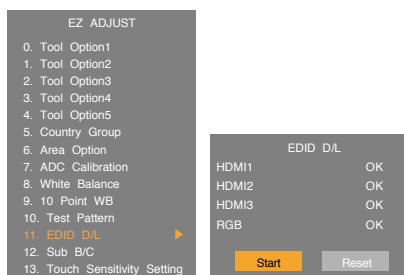 EZ ADJUST
0. Tool Option1
1. Tool Option2
2. Tool Option3
3. Tool Option4
4. Tool Option5
5. Country Group
6. Area Option
7. ADC Calibration
8. White Balance
9. 10 Point WB
10. Test Pattern
11. EDID D/L
12. Sub B/C
13. Touch Sensitivity Setting
EDID D/L
HDMI1 OK
HDMI2 OK
HDMI3 OK
RGB OK
Start Reset